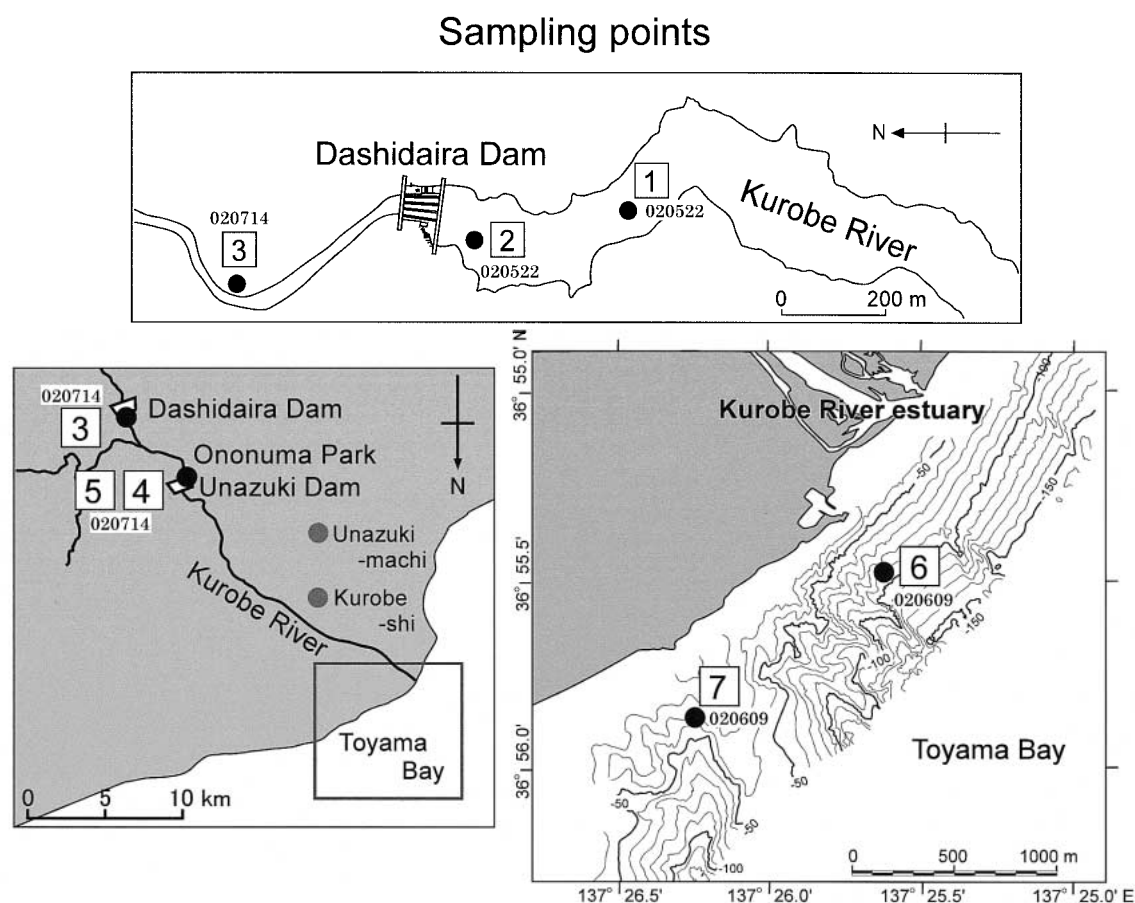 Sampling points
Dashidaira Dam
N
1
020522
2
020522
020714
3
Kurobe River
0 200 m
020714
3
Dashidaira Dam
Ononuma Park
5 4
Unazuki Dam
020714
N
Unazuki
-machi
Kurobe
-shi
Kurobe River
Toyama
Bay
0 5 10 km
36° 55.0' N
36° 55.5'
36° 56.0'
Kurobe River estuary
-100
-50
-150
6
020609
-150
-100
7
020609
Toyama Bay
-50
-50
-50
-100
0 500 1000 m
137° 26.5' 137° 26.0' 137° 25.5' 137° 25.0' E